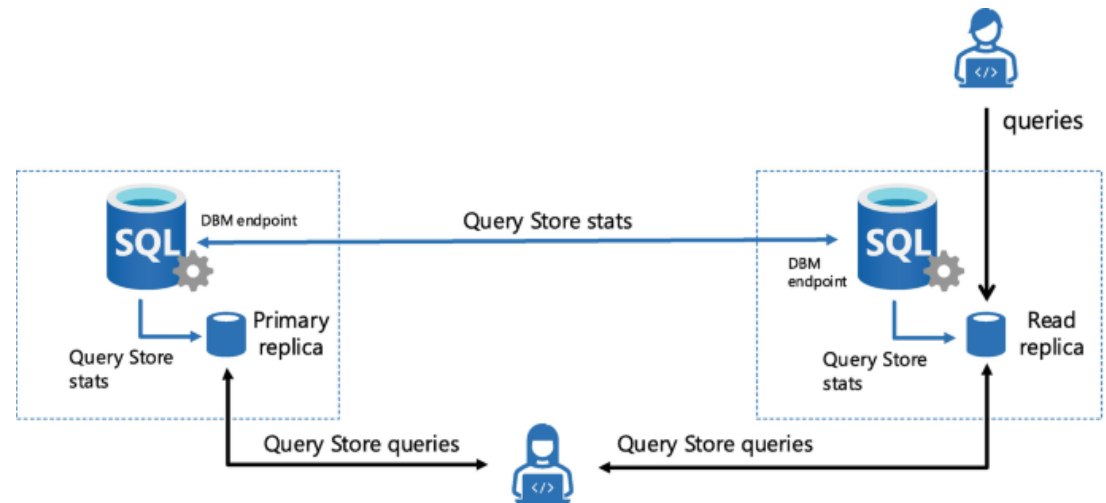 </>
queries
DBM endpoint
SQL
Query Store stats
SQL
DBM
endpoint
Primary
replica
Query Store
stats
Read
replica
Query Store
stats
Query Store queries
Query Store queries
</>